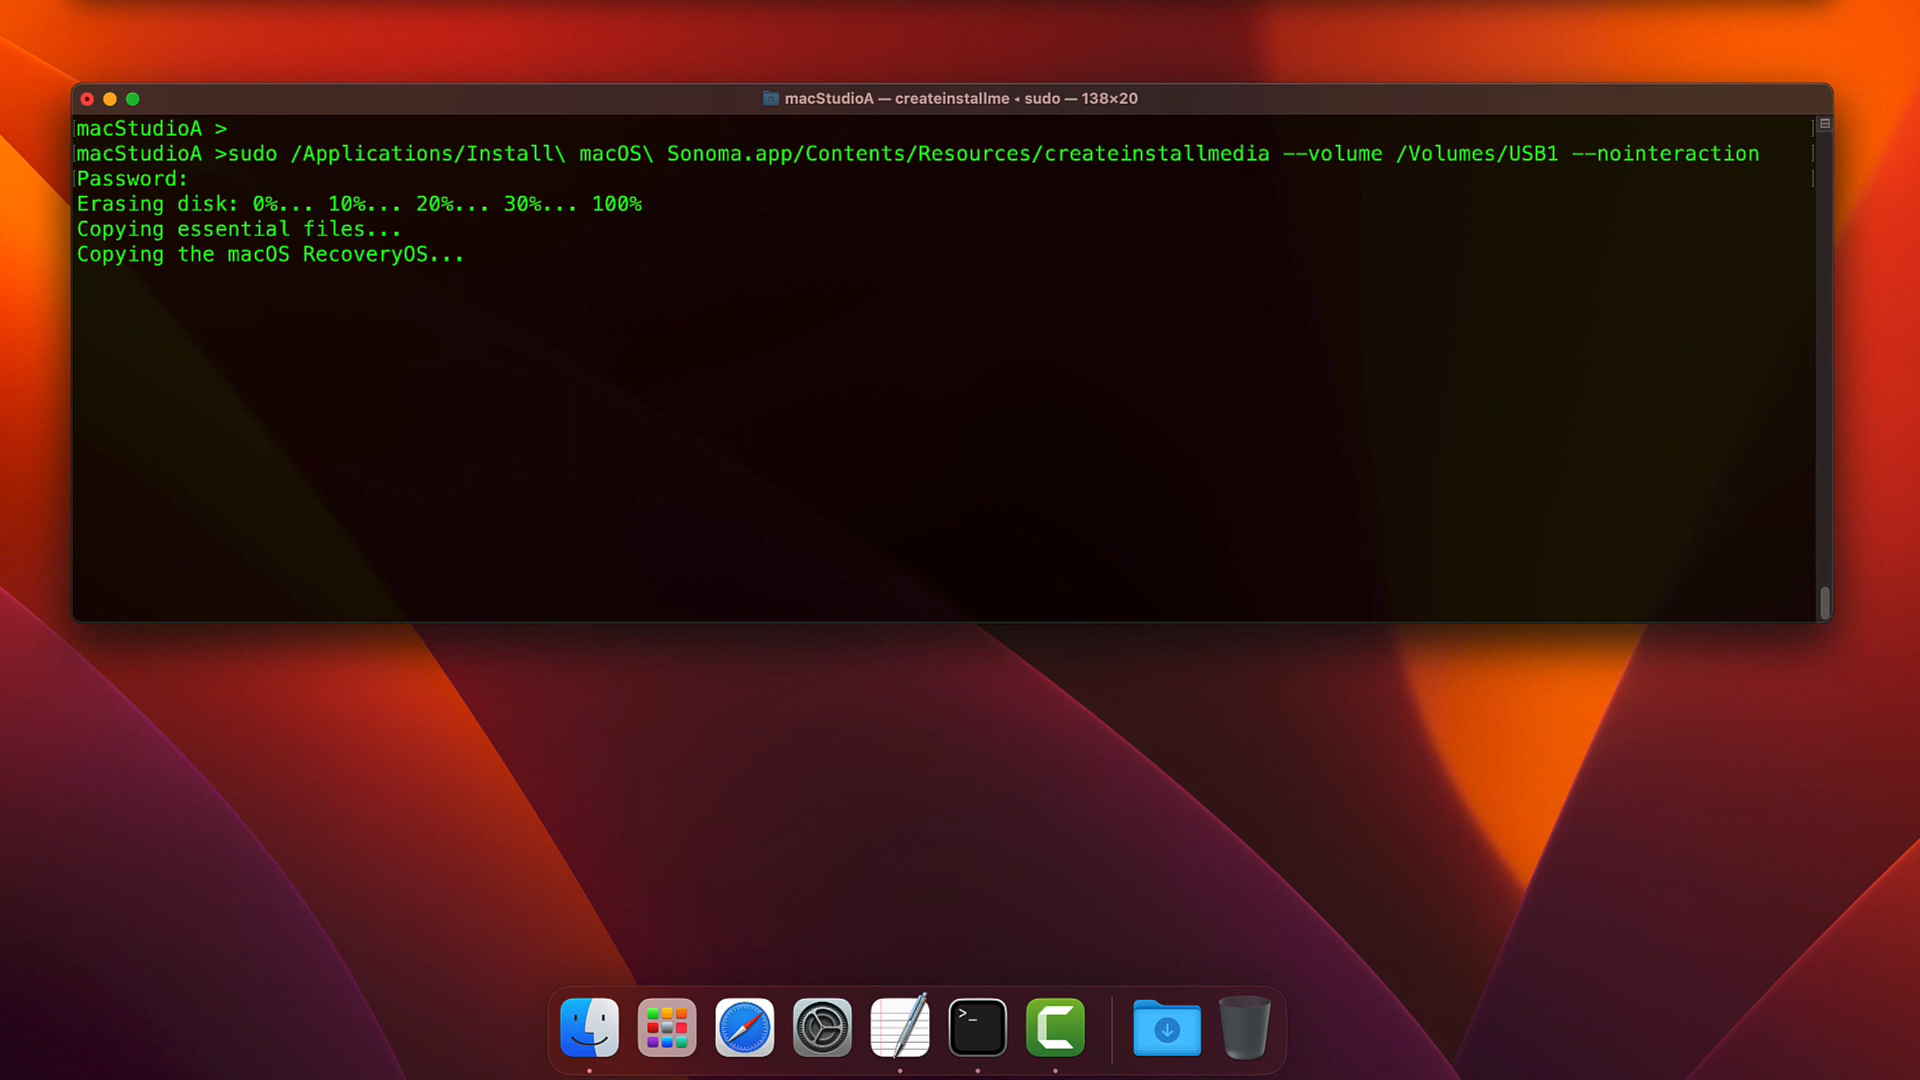 macStudioA — createinstallme ◂ sudo — 138×20
macStudioA >
macStudioA >sudo /Applications/Install\ macOS\ Sonoma.app/Contents/Resources/createinstallmedia --volume /Volumes/USB1 --nointeraction
Password:
Erasing disk: 0%... 10%... 20%... 30%... 100%
Copying essential files...
Copying the macOS RecoveryOS...
>_